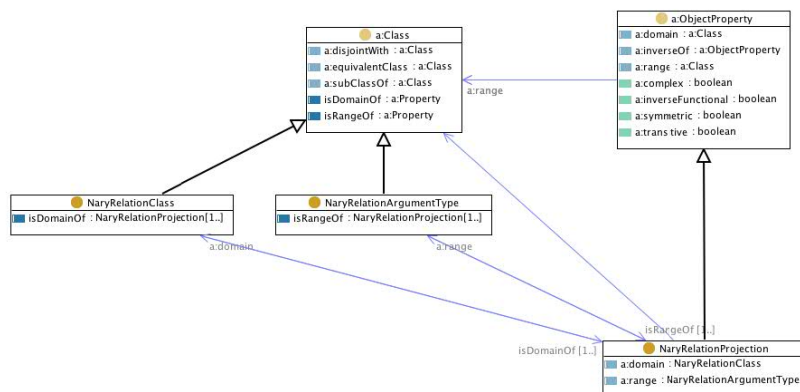 a:Class
a:disjointWith : a:Class
a:equivalentClass : a:Class
a:subClassOf : a:Class
isDomainOf : a:Property
isRangeOf : a:Property
a:ObjectProperty
a:domain : a:Class
a:inverseOf : a:ObjectProperty
a:range : a:Class
a:complex : boolean
a:inverseFunctional : boolean
a:symmetric : boolean
a:transtive : boolean
a:range
NaryRelationClass
isDomainOf : NaryRelationProjection[1..]
NaryRelationArgumentType
isRangeOf : NaryRelationProjection[1..]
a:domain
a:range
isRangeOf [1..]
isDomainOf [1..]
NaryRelationProjection
a:domain : NaryRelationClass
a:range : NaryRelationArgumentType